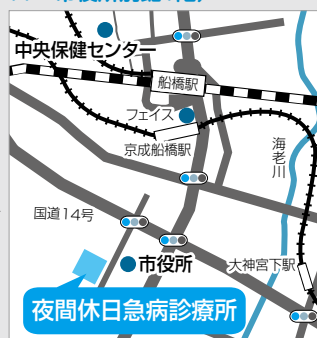 中央保健センター
船橋駅
フェイス
京成船橋駅
海老川
国道14号
市役所
大神宮下駅
夜間休日急病診療所